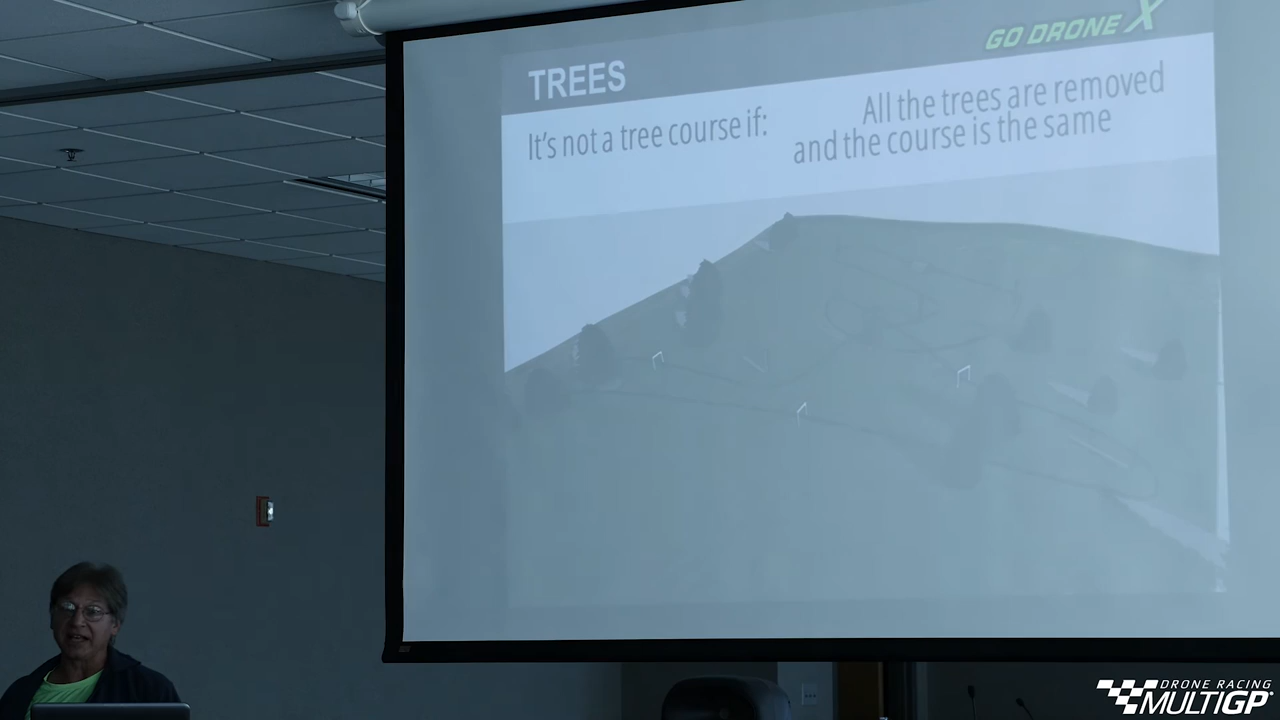 GO DRONE X
TREES
It's not a tree course if:
All the trees are removed
and the course is the same
DRONE RACING
MULTIGP